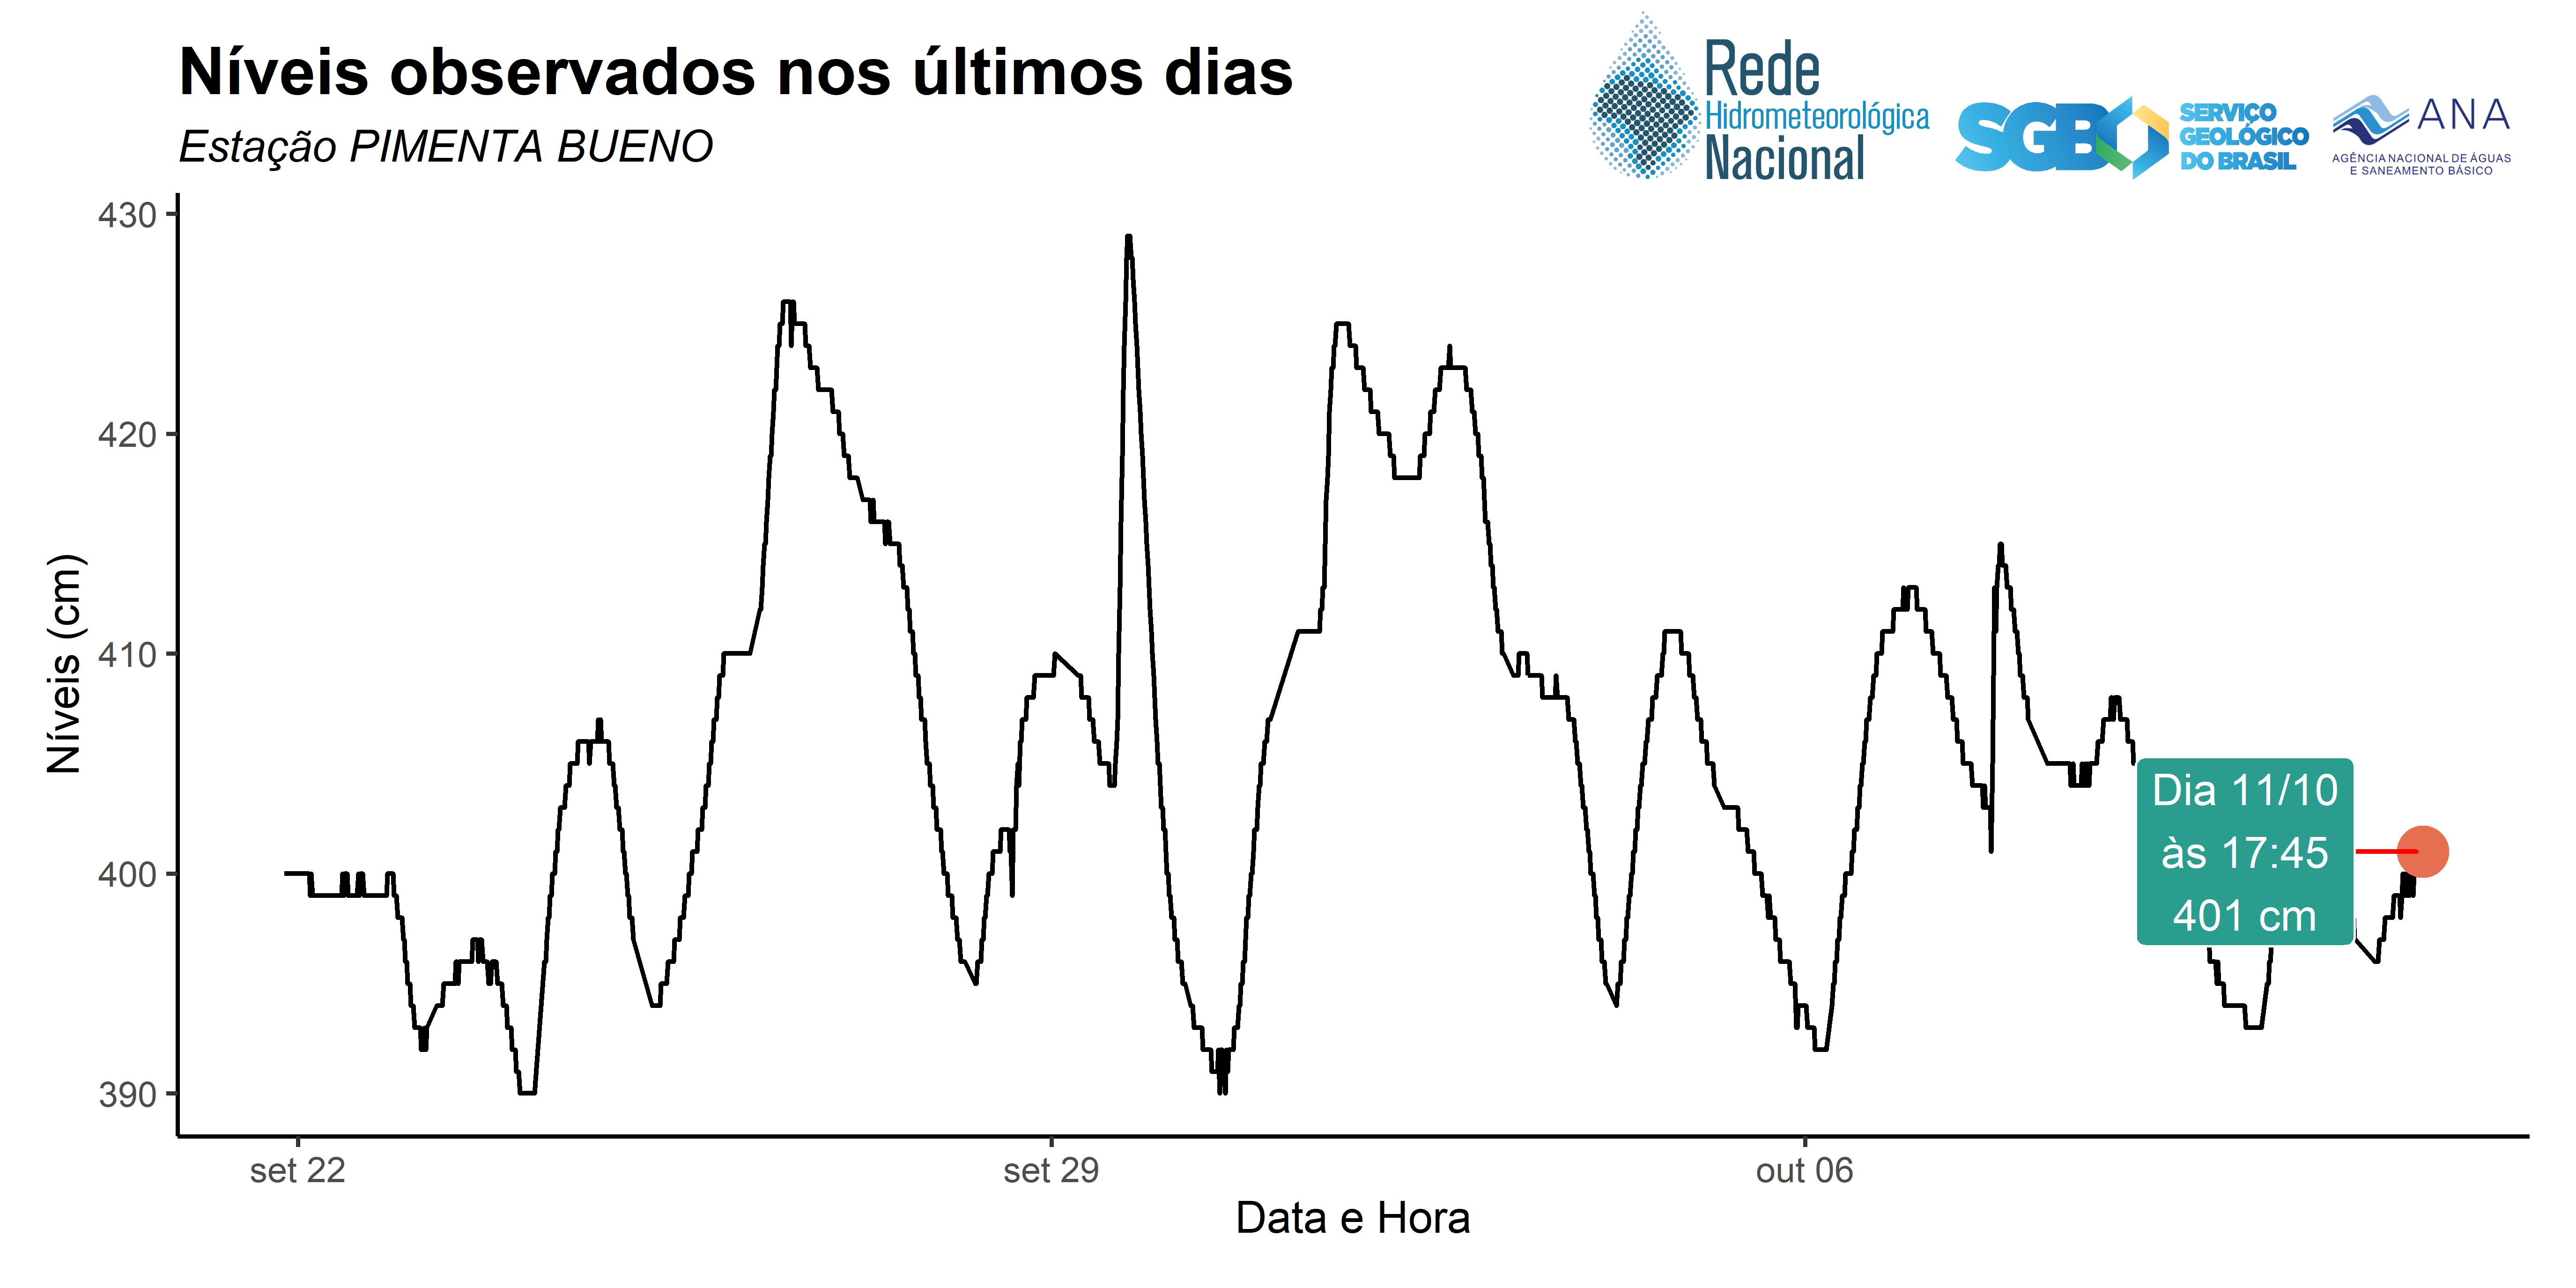 Níveis observados nos últimos dias
Estação PIMENTA BUENO
Rede
Hidrometeorológica
Nacional
SGB
SERVIÇO
GEOLÓGICO
DO BRASIL
ANA
AGÊNCIA NACIONAL DE ÁGUAS
E SANEAMENTO BÁSICO
Níveis (cm)
430
420
410
400
390
Dia 11/10
às 17:45
401 cm
set 22
set 29
out 06
Data e Hora